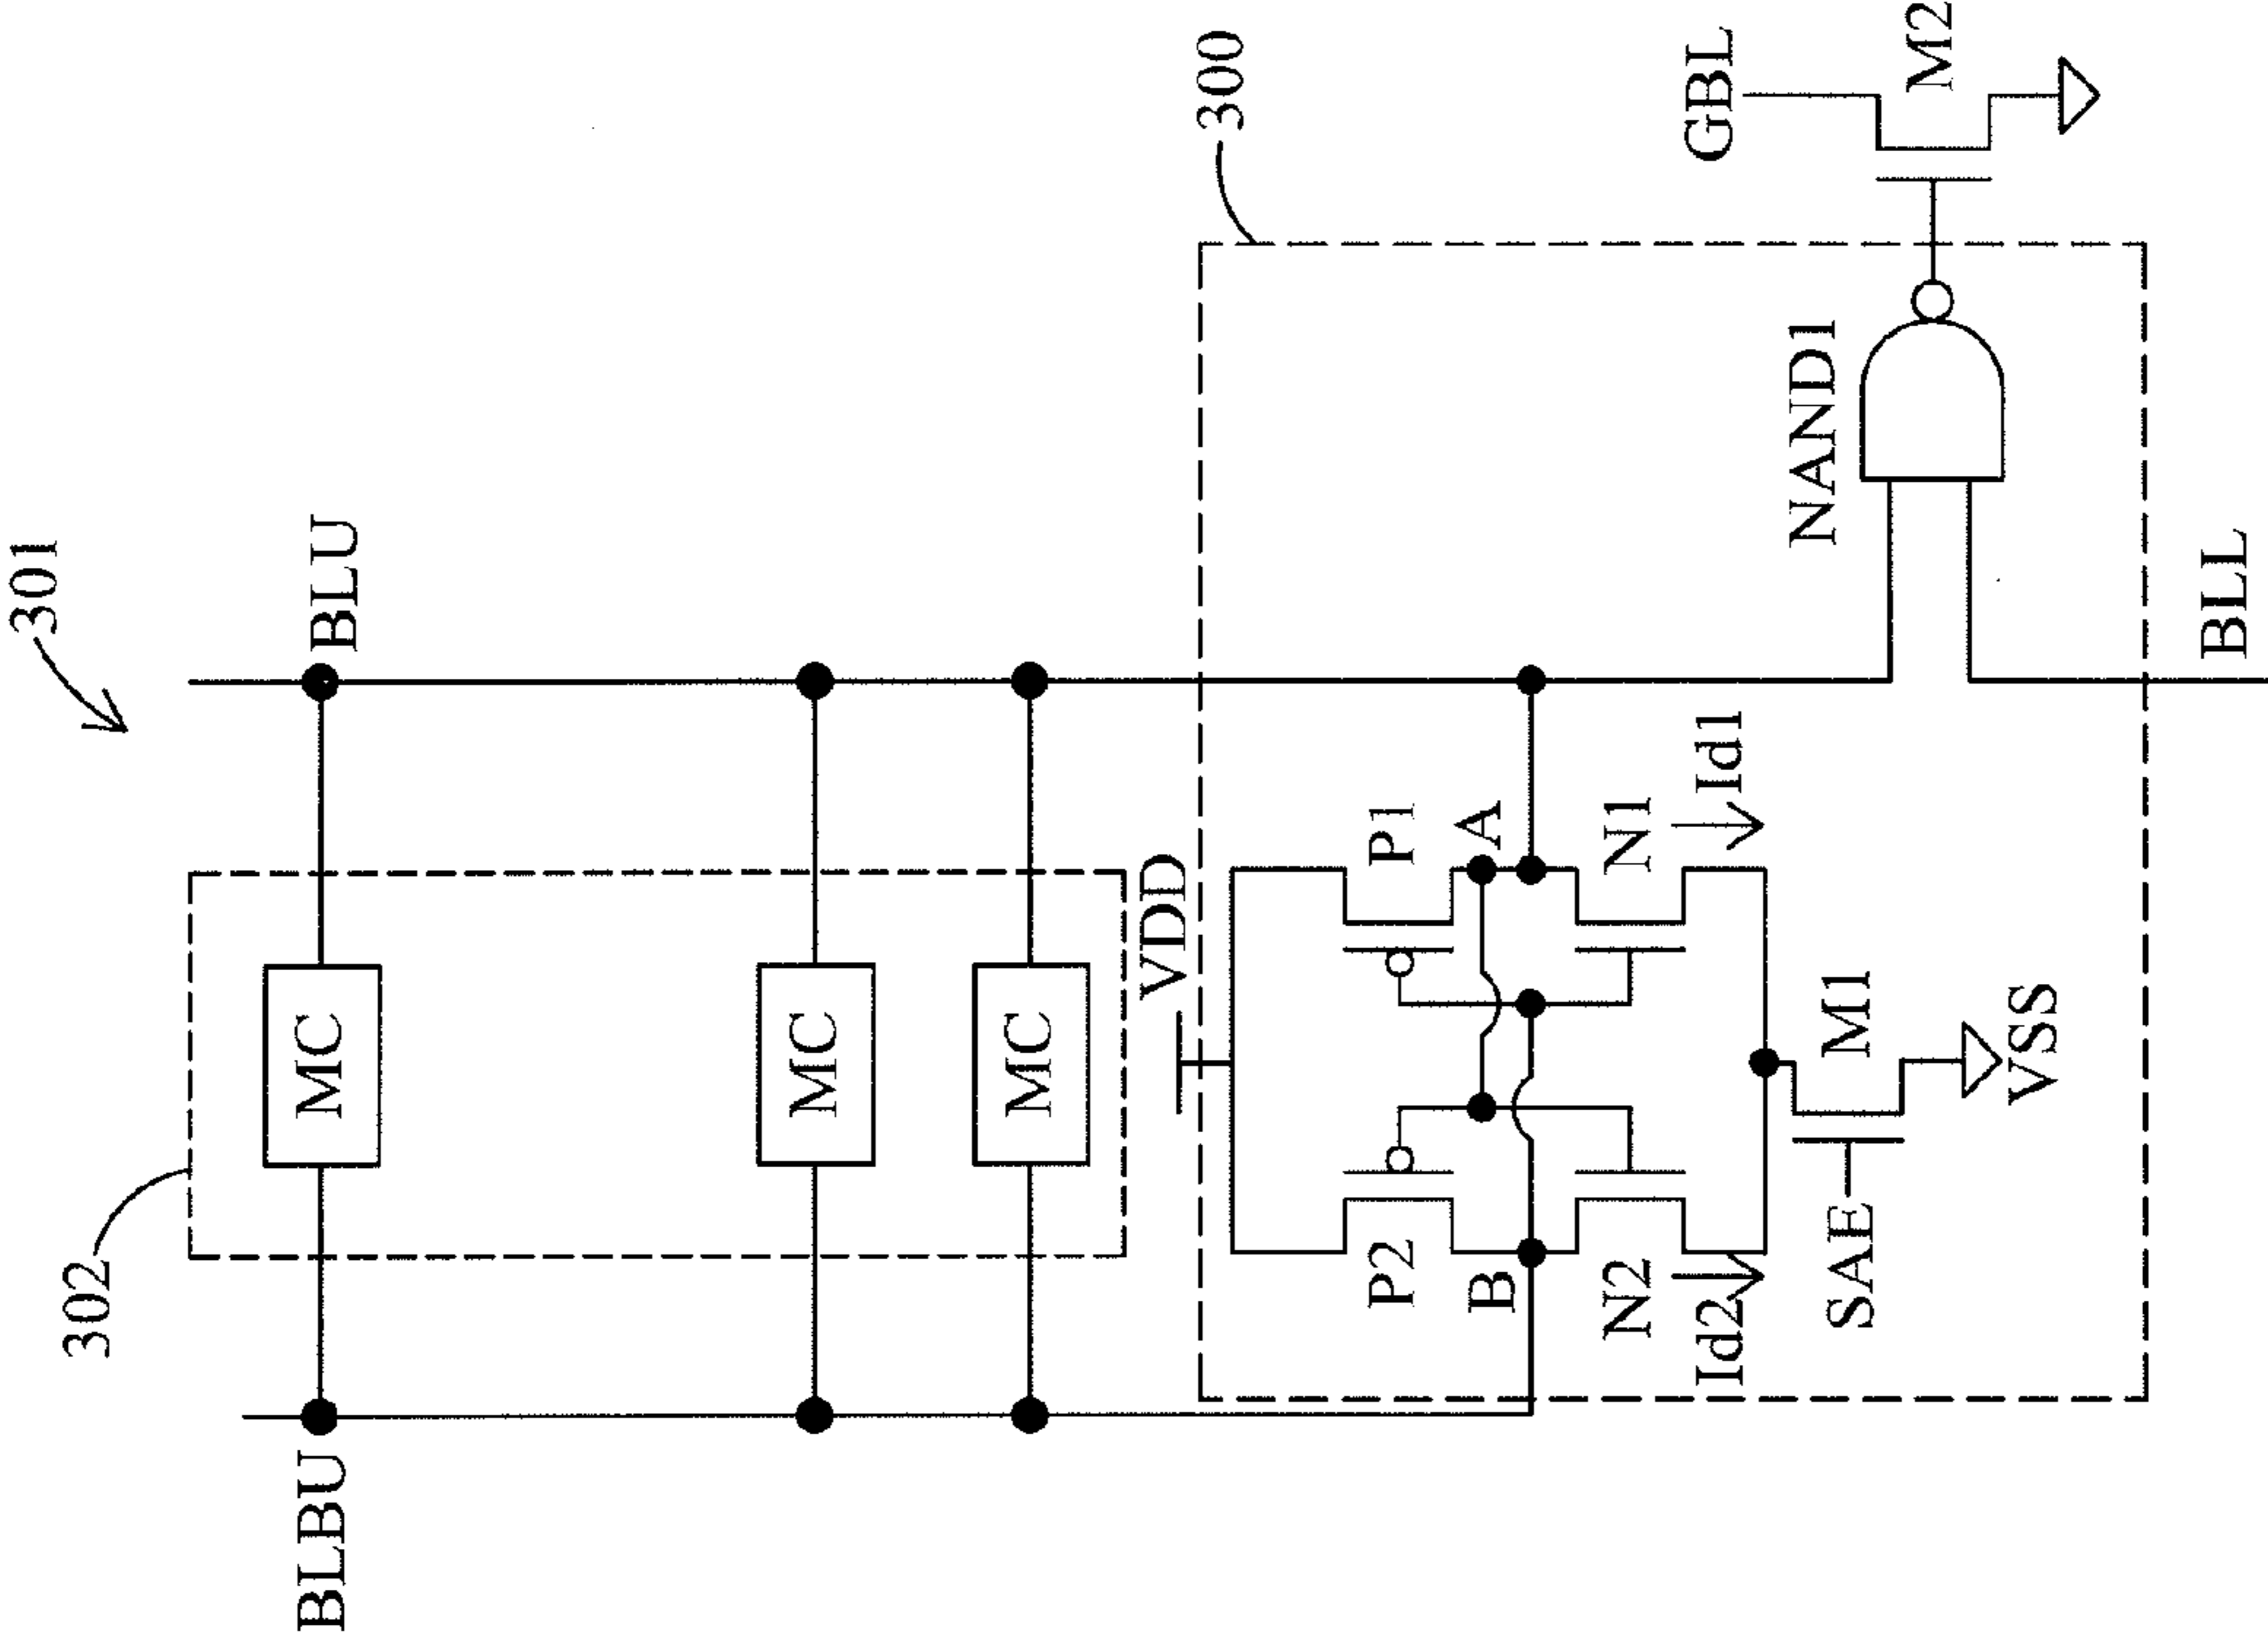 301
302
BLBU
BLU
MC
MC
MC
VDD
300
P2
P1
B
A
N2
N1
Id2
Id1
SAE
M1
VSS
NAND1
GBL
M2
BLL